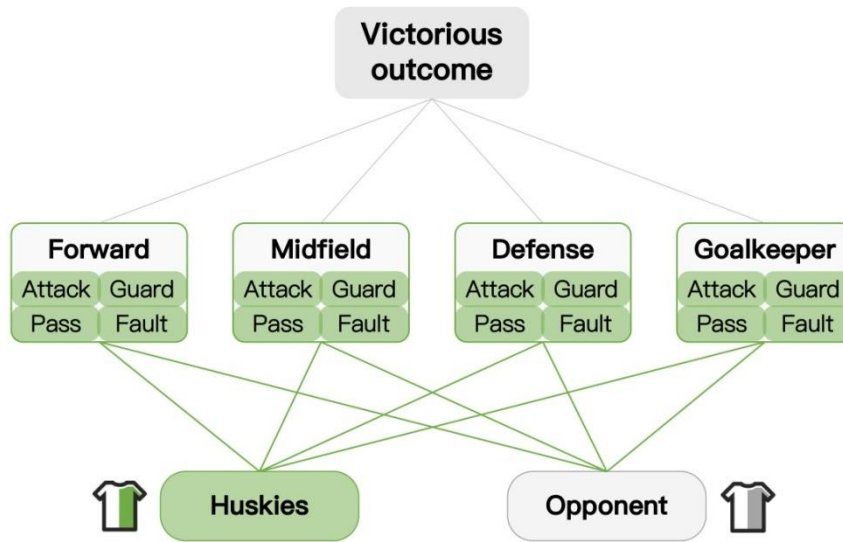 Victorious
outcome
Forward
Attack Guard
Pass Fault
Midfield
Attack Guard
Pass Fault
Defense
Attack Guard
Pass Fault
Goalkeeper
Attack Guard
Pass Fault
Huskies
Opponent